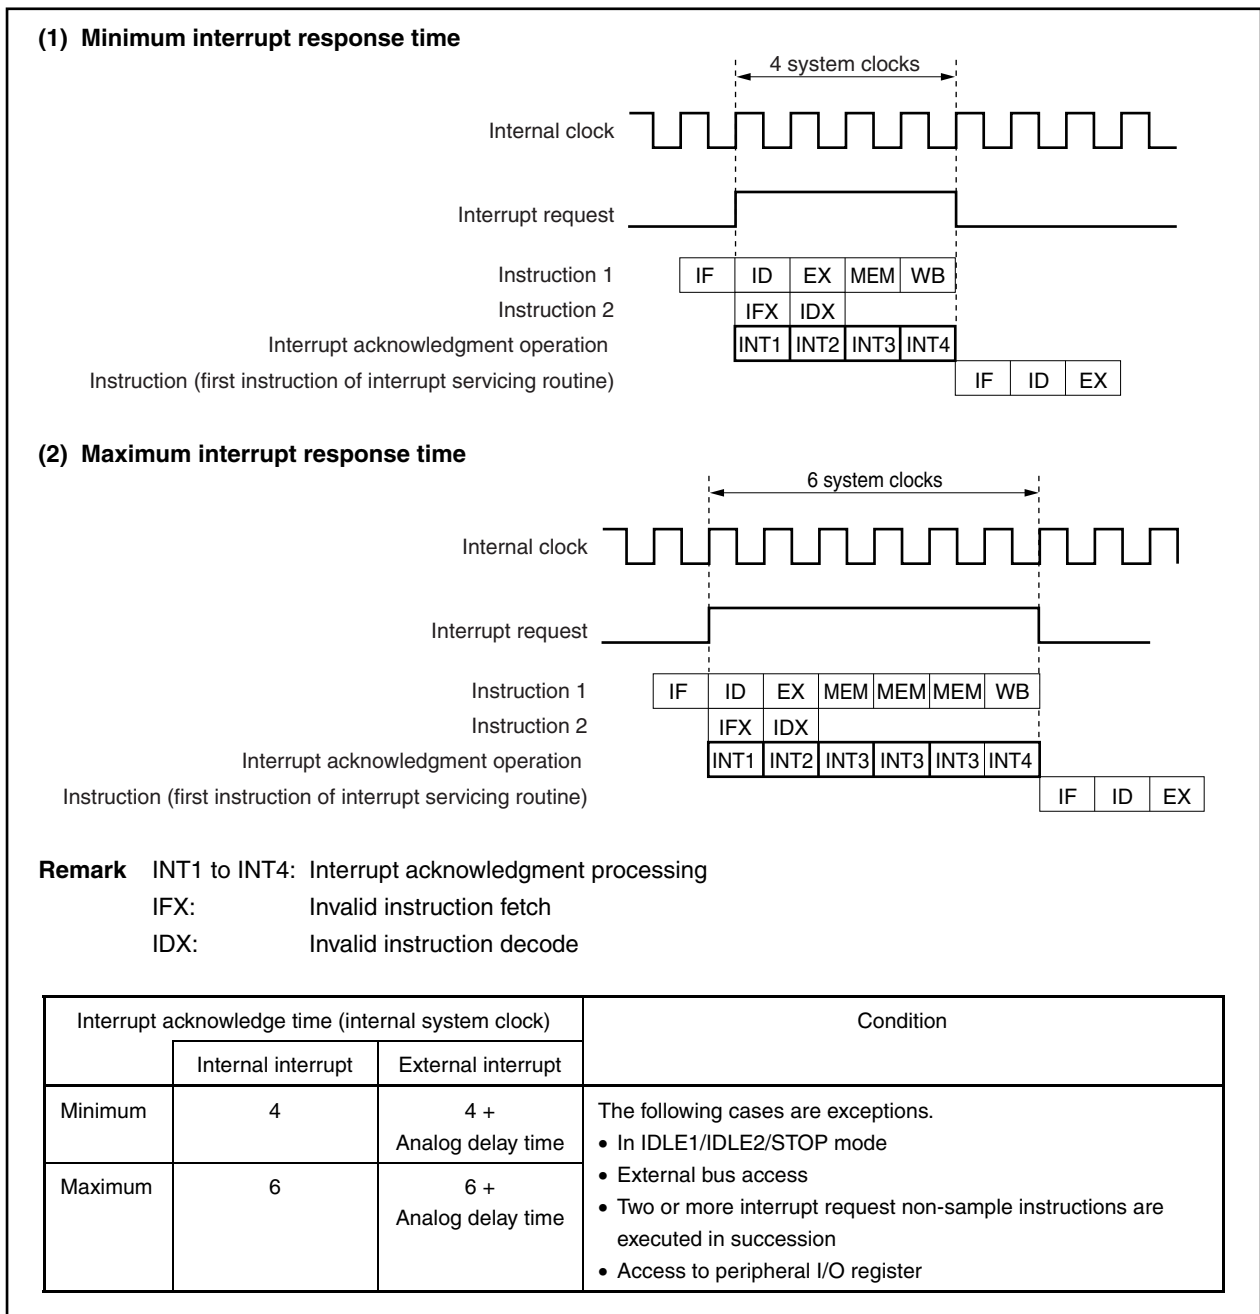 (1) Minimum interrupt response time
4 system clocks
Internal clock
Interrupt request
Instruction 1 IF ID EX MEM WB
Instruction 2 IFX IDX
Interrupt acknowledgment operation INT1 INT2 INT3 INT4
Instruction (first instruction of interrupt servicing routine) IF ID EX
(2) Maximum interrupt response time
6 system clocks
Internal clock
Interrupt request
Instruction 1 IF ID EX MEM MEM MEM WB
Instruction 2 IFX IDX
Interrupt acknowledgment operation INT1 INT2 INT3 INT3 INT3 INT4
Instruction (first instruction of interrupt servicing routine) IF ID EX
Remark INT1 to INT4: Interrupt acknowledgment processing
IFX: Invalid instruction fetch
IDX: Invalid instruction decode
Interrupt acknowledge time (internal system clock) Condition
Internal interrupt External interrupt
Minimum 4 4 +
Analog delay time
Maximum 6 6 +
Analog delay time
The following cases are exceptions.
• In IDLE1/IDLE2/STOP mode
• External bus access
• Two or more interrupt request non-sample instructions are
executed in succession
• Access to peripheral I/O register